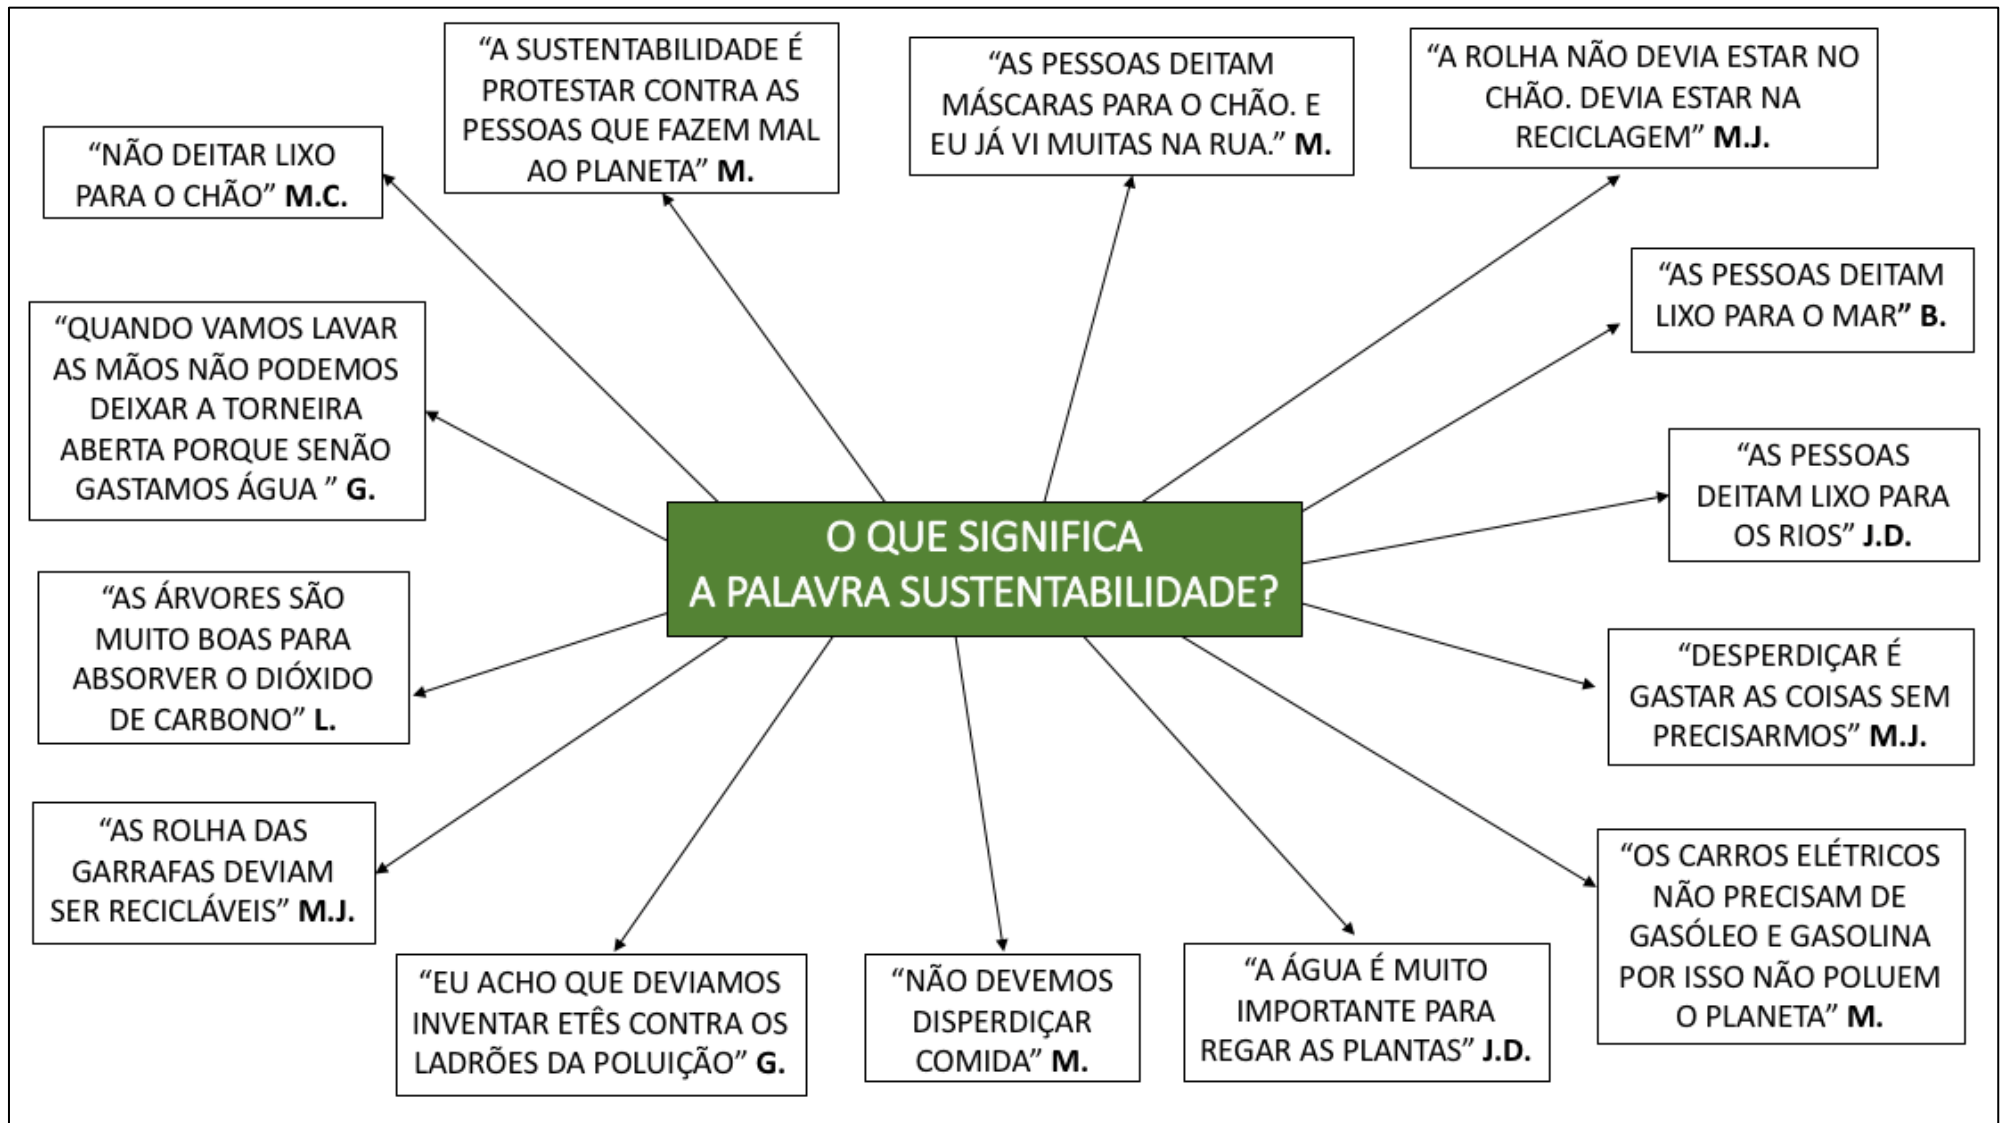 “A SUSTENTABILIDADE É
PROTESTAR CONTRA AS
PESSOAS QUE FAZEM MAL
AO PLANETA” M.
“AS PESSOAS DEITAM
MÁSCARAS PARA O CHÃO. E
EU JÁ VI MUITAS NA RUA.” M.
“A ROLHA NÃO DEVIA ESTAR NO
CHÃO. DEVIA ESTAR NA
RECICLAGEM” M.J.
“NÃO DEITAR LIXO
PARA O CHÃO” M.C.
“AS PESSOAS DEITAM
LIXO PARA O MAR” B.
“QUANDO VAMOS LAVAR
AS MÃOS NÃO PODEMOS
DEIXAR A TORNEIRA
ABERTA PORQUE SENÃO
GASTAMOS ÁGUA ” G.
“AS PESSOAS
DEITAM LIXO PARA
OS RIOS” J.D.
O QUE SIGNIFICA
A PALAVRA SUSTENTABILIDADE?
“AS ÁRVORES SÃO
MUITO BOAS PARA
ABSORVER O DIÓXIDO
DE CARBONO” L.
“DESPERDIÇAR É
GASTAR AS COISAS SEM
PRECISARMOS” M.J.
“AS ROLHA DAS
GARRAFAS DEVIAM
SER RECICLÁVEIS” M.J.
“OS CARROS ELÉTRICOS
NÃO PRECISAM DE
GASÓLEO E GASOLINA
POR ISSO NÃO POLUEM
O PLANETA” M.
“EU ACHO QUE DEVIAMOS
INVENTAR ETÊS CONTRA OS
LADRÕES DA POLUIÇÃO” G.
“NÃO DEVEMOS
DISPERDIÇAR
COMIDA” M.
“A ÁGUA É MUITO
IMPORTANTE PARA
REGAR AS PLANTAS” J.D.